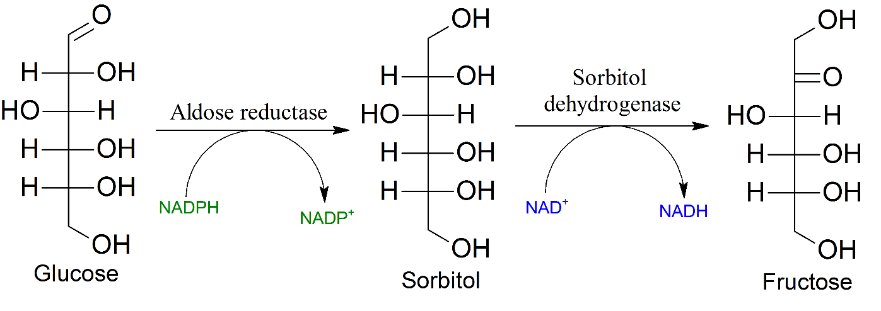 O
H OH
HO H
H OH
H OH
OH
Glucose
Aldose reductase
NADPH
NADP⁺
OH
H OH
HO H
H OH
H OH
OH
Sorbitol
Sorbitol
dehydrogenase
NAD⁺
NADH
OH
O
HO H
H OH
H OH
OH
Fructose